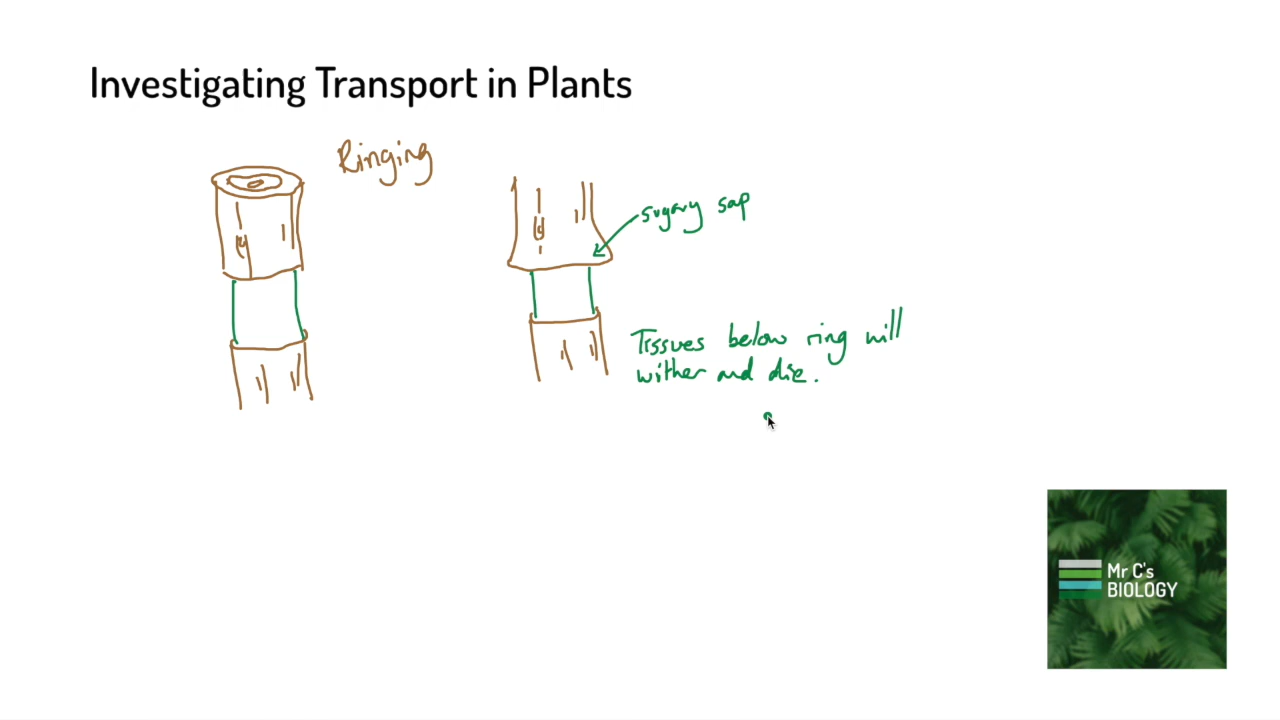 Investigating Transport in Plants
Ringing
sugary sap
Tissues below ring will
wither and die.
Mr C's
BIOLOGY